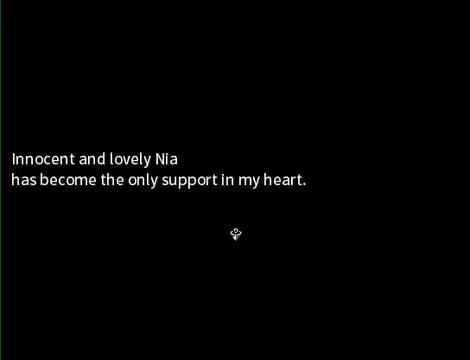 Innocent and lovely Nia
has become the only support in my heart.